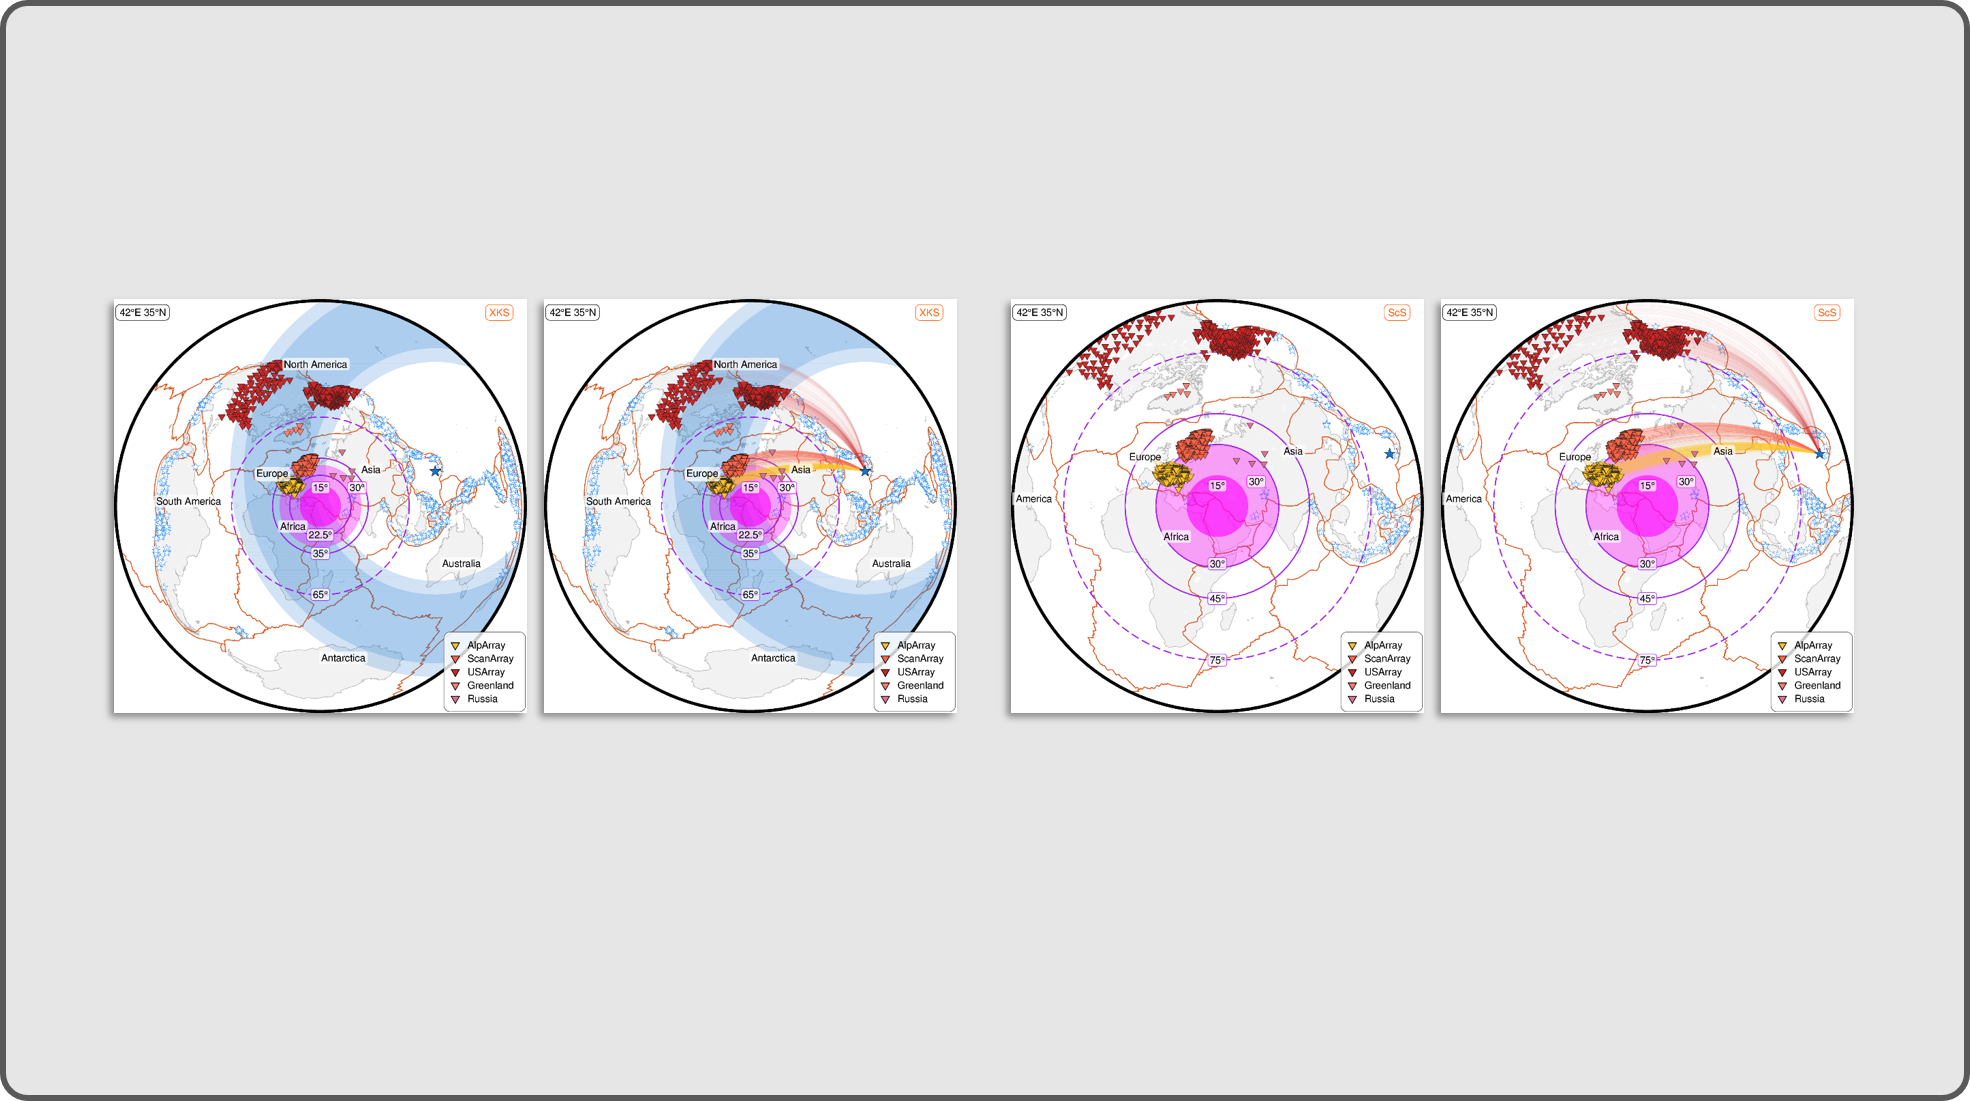 42°E 35°N
XKS
North America
Europe
Asia
15°
30°
South America
Africa
22.5°
35°
Australia
65°
Antarctica
AlpArray
ScanArray
USArray
Greenland
Russia
42°E 35°N
XKS
North America
Europe
Asia
15°
30°
South America
Africa
22.5°
35°
Australia
65°
Antarctica
AlpArray
ScanArray
USArray
Greenland
Russia
42°E 35°N
ScS
Europe
Asia
15°
30°
America
Africa
30°
45°
75°
AlpArray
ScanArray
USArray
Greenland
Russia
42°E 35°N
ScS
Europe
Asia
15°
30°
America
Africa
30°
45°
75°
AlpArray
ScanArray
USArray
Greenland
Russia